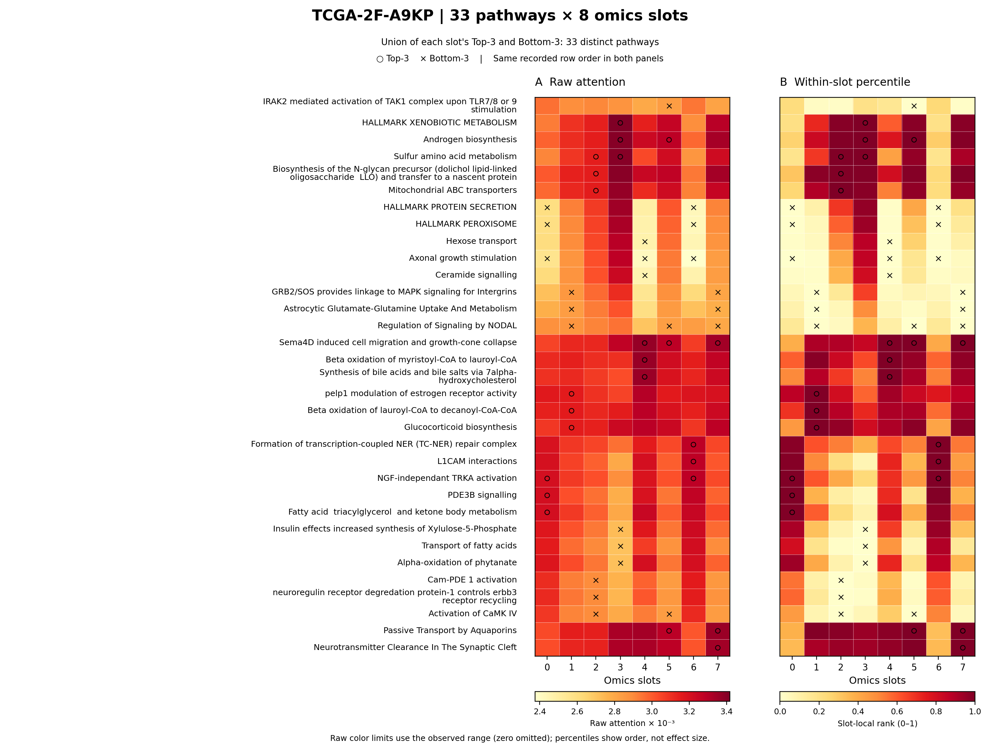 TCGA-2F-A9KP | 33 pathways × 8 omics slots
Union of each slot's Top-3 and Bottom-3: 33 distinct pathways
○ Top-3 × Bottom-3 | Same recorded row order in both panels
A Raw attention
B Within-slot percentile
IRAK2 mediated activation of TAK1 complex upon TLR7/8 or 9
stimulation
HALLMARK XENOBIOTIC METABOLISM
Androgen biosynthesis
Sulfur amino acid metabolism
Biosynthesis of the N-glycan precursor (dolichol lipid-linked
oligosaccharide LLO) and transfer to a nascent protein
Mitochondrial ABC transporters
HALLMARK PROTEIN SECRETION
HALLMARK PEROXISOME
Hexose transport
Axonal growth stimulation
Ceramide signalling
GRB2/SOS provides linkage to MAPK signaling for Intergrins
Astrocytic Glutamate-Glutamine Uptake And Metabolism
Regulation of Signaling by NODAL
Sema4D induced cell migration and growth-cone collapse
Beta oxidation of myristoyl-CoA to lauroyl-CoA
Synthesis of bile acids and bile salts via 7alpha-
hydroxycholesterol
pelp1 modulation of estrogen receptor activity
Beta oxidation of lauroyl-CoA to decanoyl-CoA-CoA
Glucocorticoid biosynthesis
Formation of transcription-coupled NER (TC-NER) repair complex
L1CAM interactions
NGF-independant TRKA activation
PDE3B signalling
Fatty acid triacylglycerol and ketone body metabolism
Insulin effects increased synthesis of Xylulose-5-Phosphate
Transport of fatty acids
Alpha-oxidation of phytanate
Cam-PDE 1 activation
neuroregulin receptor degredation protein-1 controls erbb3
receptor recycling
Activation of CaMK IV
Passive Transport by Aquaporins
Neurotransmitter Clearance In The Synaptic Cleft
0 1 2 3 4 5 6 7
0 1 2 3 4 5 6 7
Omics slots
Omics slots
2.4 2.6 2.8 3.0 3.2 3.4
0.0 0.2 0.4 0.6 0.8 1.0
Raw attention × 10⁻³
Slot-local rank (0–1)
Raw color limits use the observed range (zero omitted); percentiles show order, not effect size.